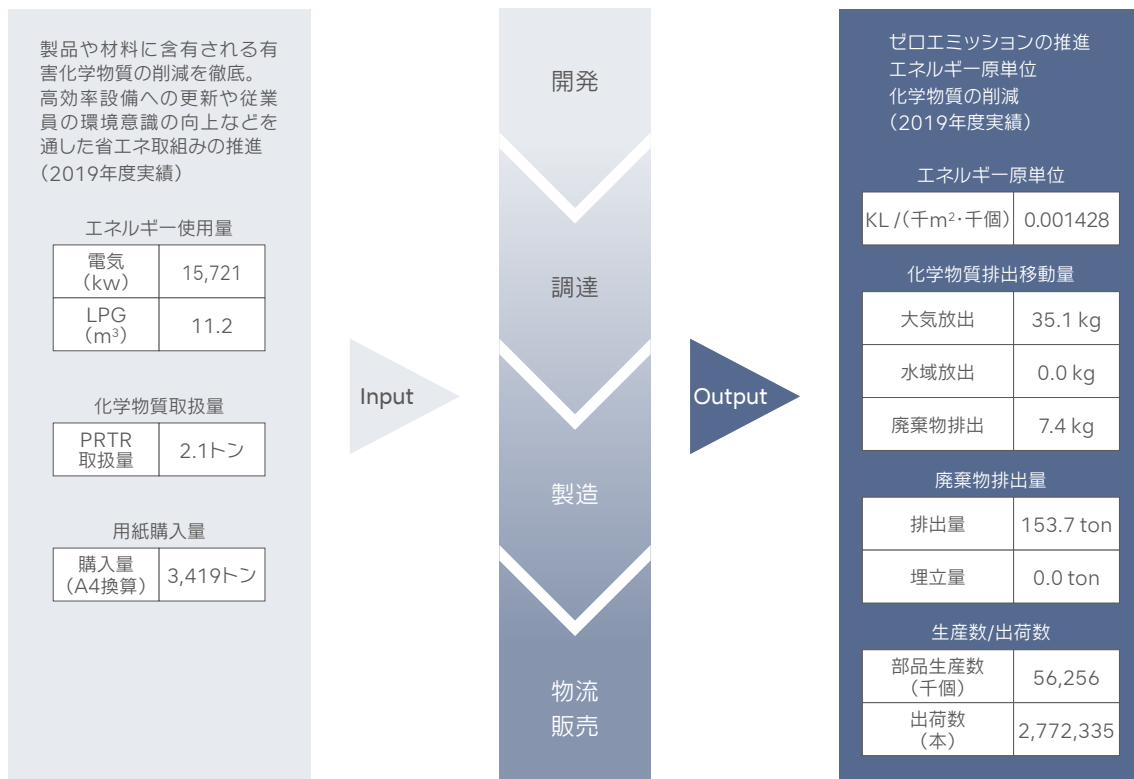 製品や材料に含有される有
害化学物質の削減を徹底。
高効率設備への更新や従業
員の環境意識の向上などを
通した省エネ取組みの推進
（2019年度実績）
エネルギー使用量
電気
（kw）
15,721
LPG
（m³）
11.2
化学物質取扱量
PRTR
取扱量
2.1トン
用紙購入量
購入量
（A4換算）
3,419トン
Input
開発
調達
製造
物流
販売
Output
ゼロエミッションの推進
エネルギー原単位
化学物質の削減
（2019年度実績）
エネルギー原単位
KL /（千m²･千個） 0.001428
化学物質排出移動量
大気放出 35.1 kg
水域放出 0.0 kg
廃棄物排出 7.4 kg
廃棄物排出量
排出量 153.7 ton
埋立量 0.0 ton
生産数/出荷数
部品生産数
（千個）
56,256
出荷数
（本）
2,772,335